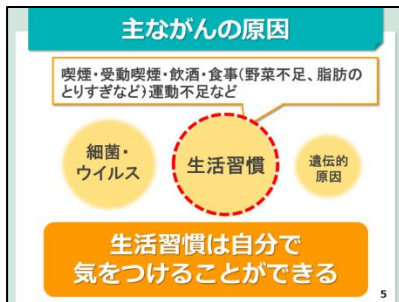 主ながんの原因
喫煙・受動喫煙・飲酒・食事(野菜不足、脂肪の
とりすぎなど)運動不足など
細菌・
ウイルス
生活習慣
遺伝的
原因
生活習慣は自分で
気をつけることができる
5